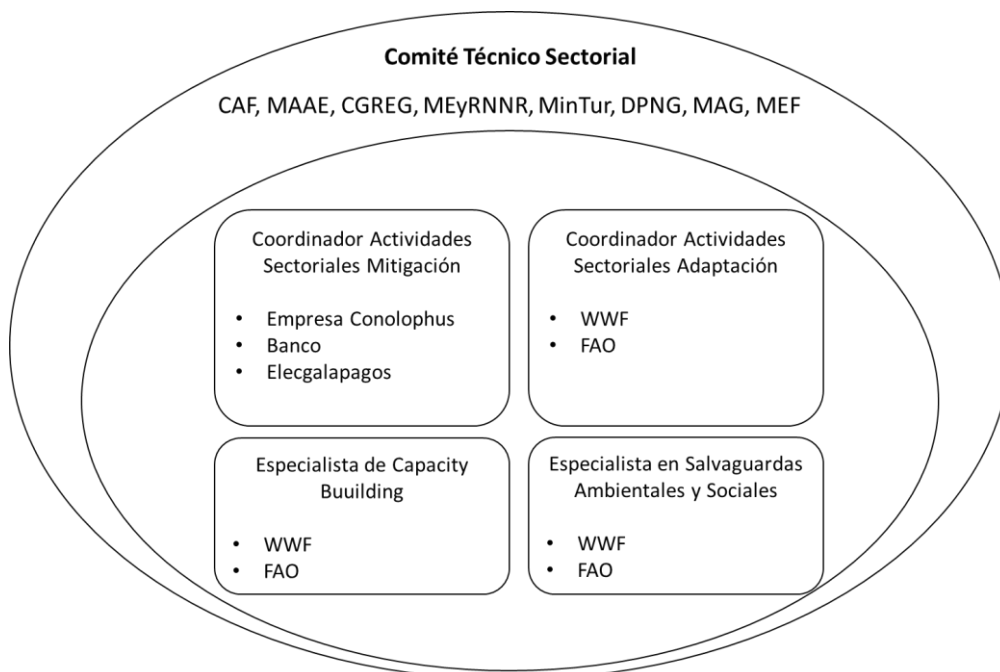 Comité Técnico Sectorial
CAF, MAAE, CGREG, MEyRNNR, MinTur, DPNG, MAG, MEF
Coordinador Actividades
Sectoriales Mitigación
• Empresa Conolophus
• Banco
• Elecgalapagos
Coordinador Actividades
Sectoriales Adaptación
• WWF
• FAO
Especialista de Capacity
Buuilding
• WWF
• FAO
Especialista en Salvaguardas
Ambientales y Sociales
• WWF
• FAO